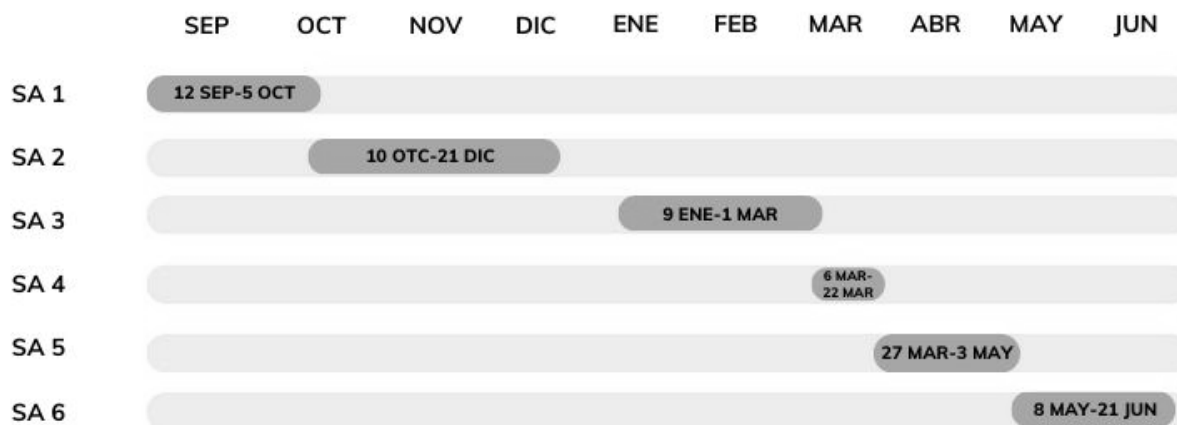 SEP OCT NOV DIC ENE FEB MAR ABR MAY JUN
SA 1 12 SEP-5 OCT
SA 2 10 OTC-21 DIC
SA 3 9 ENE-1 MAR
SA 4 6 MAR-
22 MAR
SA 5 27 MAR-3 MAY
SA 6 8 MAY-21 JUN